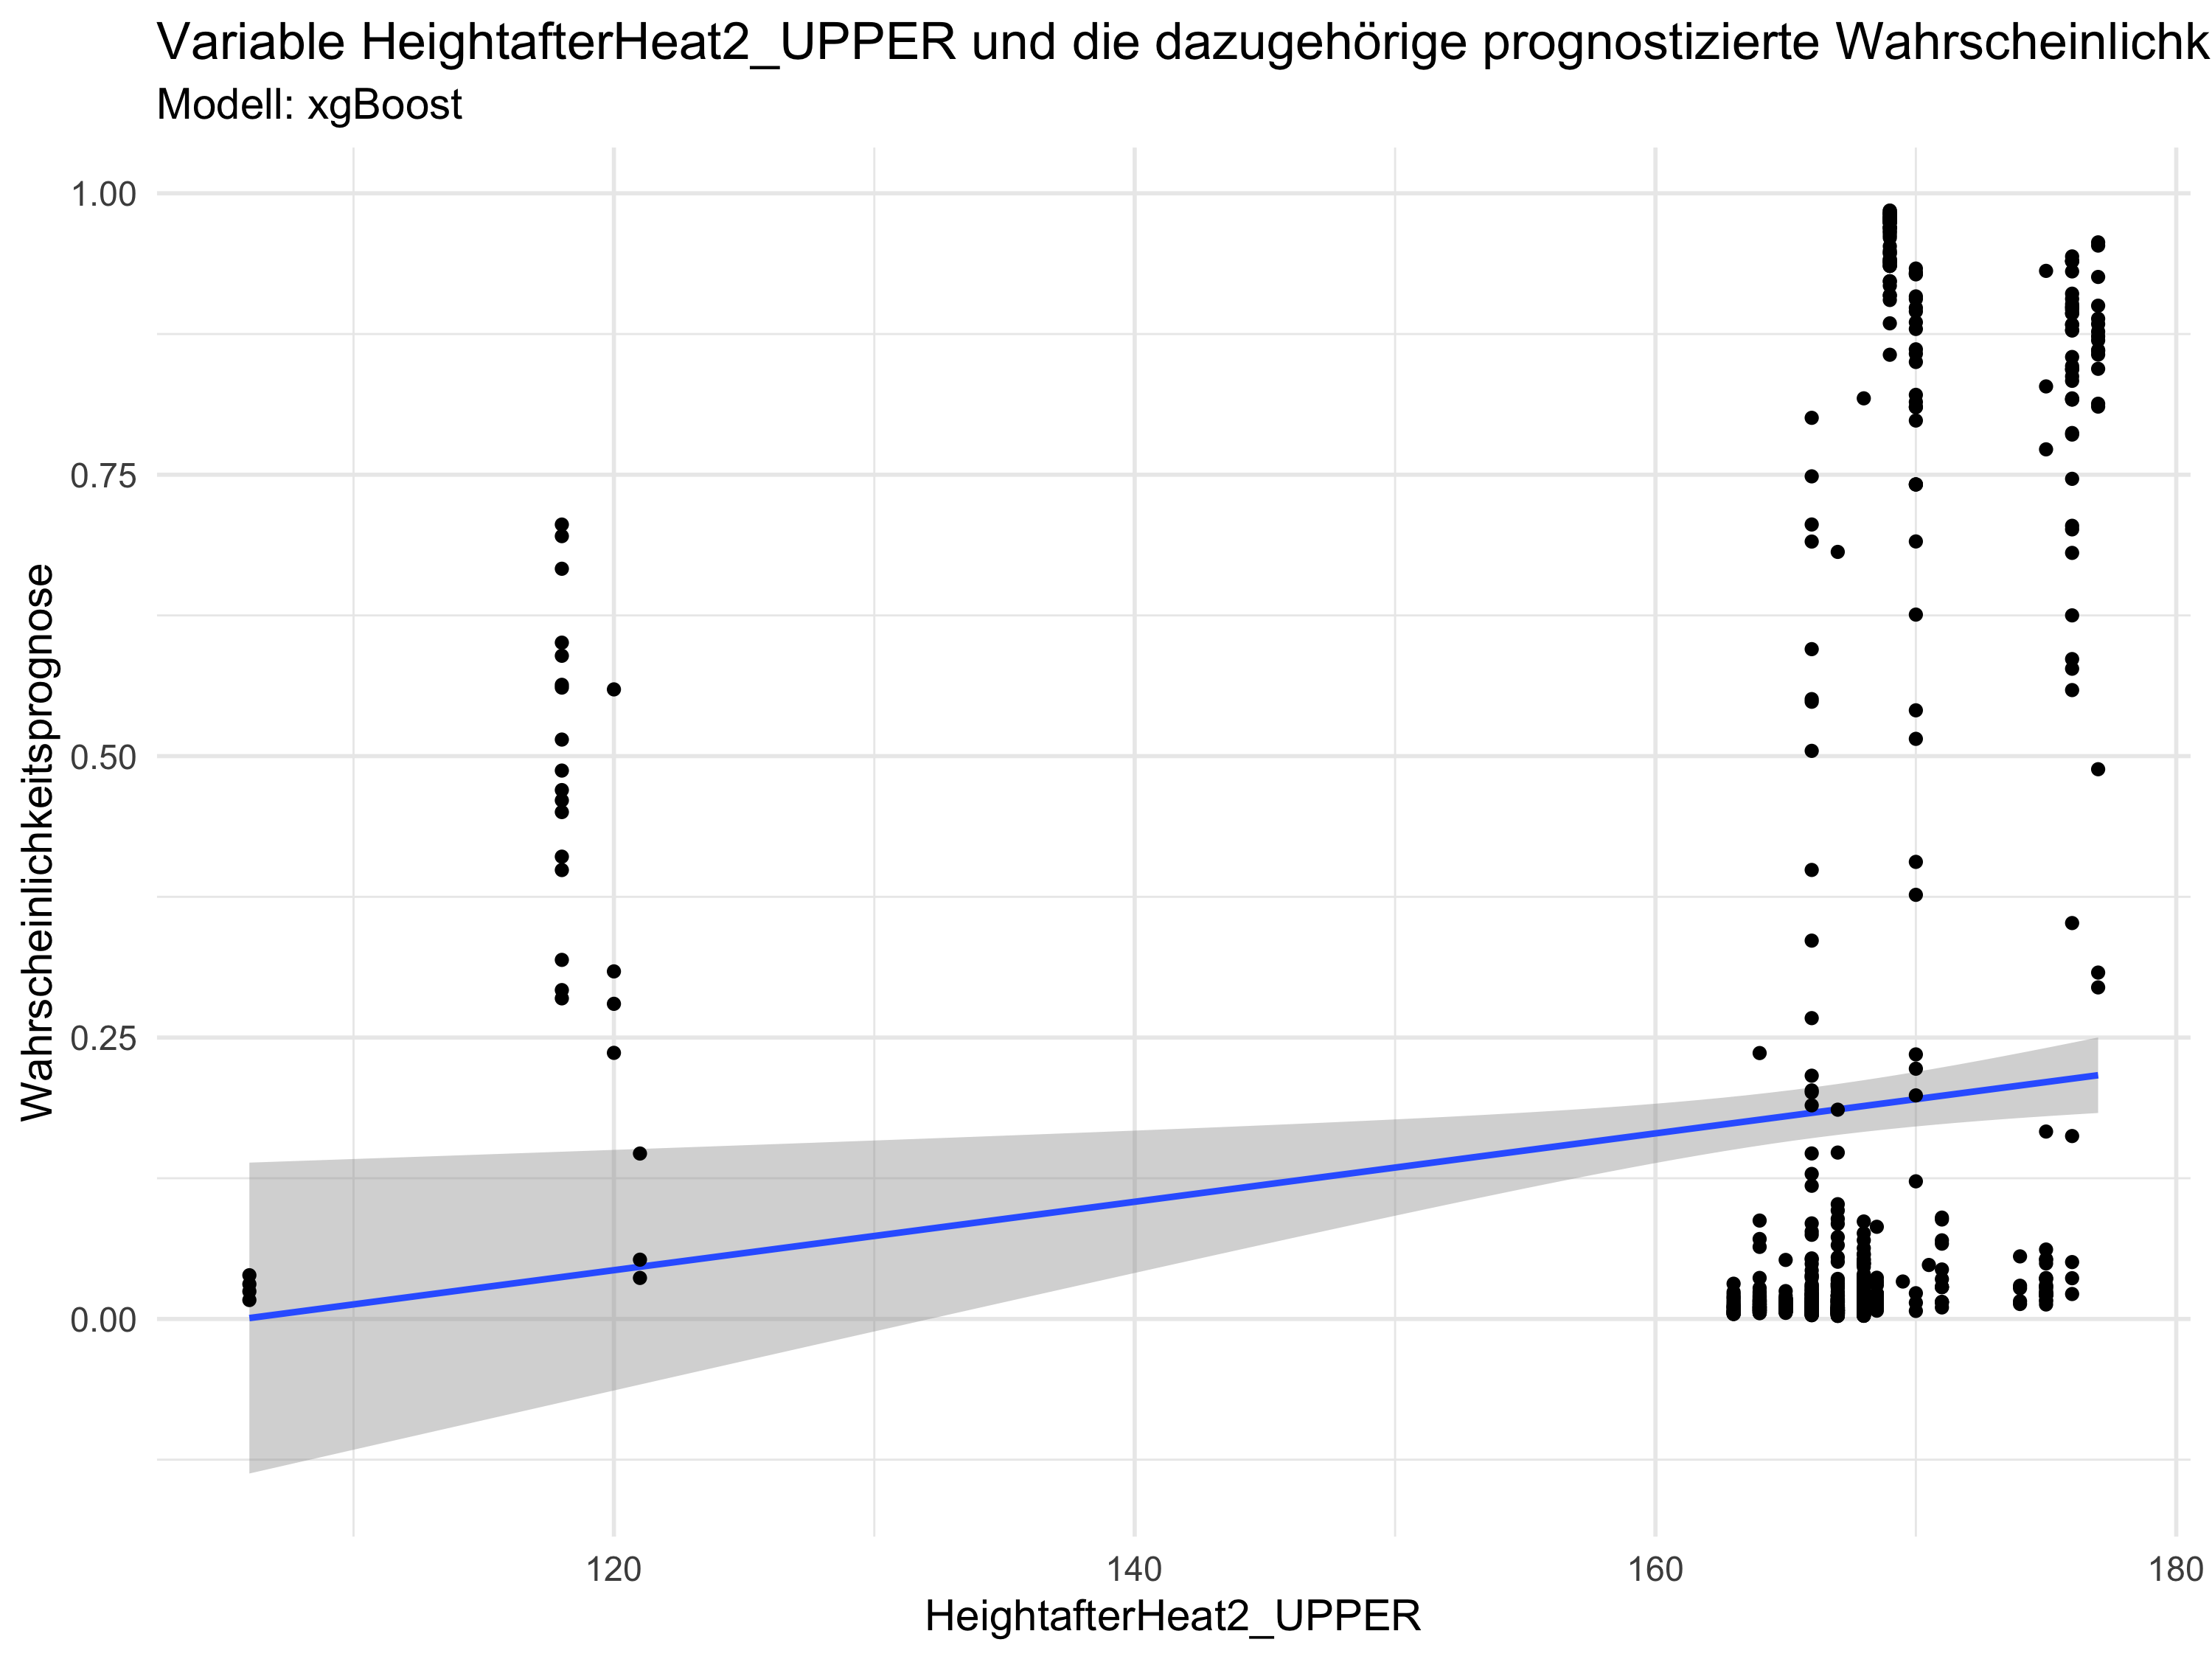 Variable HeightafterHeat2_UPPER und die dazugehörige prognostizierte Wahrscheinlichk
Modell: xgBoost
1.00
0.75
0.50
0.25
0.00
Wahrscheinlichkeitsprognose
120 140 160 180
HeightafterHeat2_UPPER